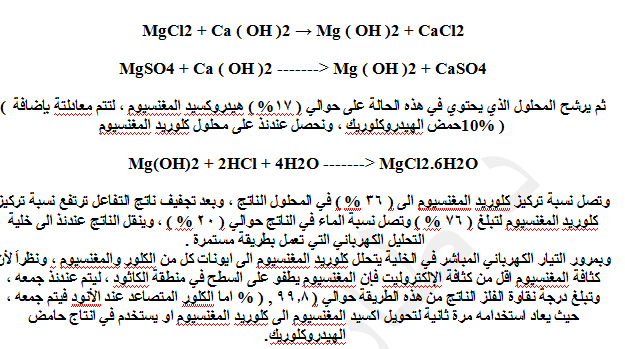 MgCl2 + Ca ( OH )2 → Mg ( OH )2 + CaCl2
MgSO4 + Ca ( OH )2 -------> Mg ( OH )2 + CaSO4
ثم يرشح المحلول الذي يحتوي في هذه الحالة على حوالي ( ١٧% ) هيدروكسيد المغنسيوم ، لتتم معادلتة بإضافة (
10% ) حمض الهيدروكلوريك ، ونحصل عندئذ على محلول كلوريد المغنسيوم
Mg(OH)2 + 2HCl + 4H2O -------> MgCl2.6H2O
وتصل نسبة تركيز كلوريد المغنسيوم الى ( ٣٦ % ) في المحلول الناتج ، وبعد تجفيف ناتج التفاعل ترتفع نسبة تركيز
كلوريد المغنسيوم لتبلغ ( ٧٦ % ) وتصل نسبة الماء في الناتج حوالي ( ٢٠ % ) ، وينقل الناتج عندئذ الى خلية
التحليل الكهربائي التي تعمل بطريقة مستمرة .
وبمرور التيار الكهربائي المباشر في الخلية يتحلل كلوريد المغنسيوم الى ايونات كل من الكلور والمغنسيوم ، ونظراً لأن
كثافة المغنسيوم اقل من كثافة الإلكتروليت فإن المغنسيوم يطفو على السطح في منطقة الكاثود ، ليتم عندئذ جمعه ،
وتبلغ درجة نقاوة الفلز الناتج من هذه الطريقة حوالي ( ٩٩,٨ , ) % اما الكلور المتصاعد عند الأنود فيتم جمعه ،
حيث يعاد استخدامه مرة ثانية لتحويل اكسيد المغنسيوم الى كلوريد المغنسيوم او يستخدم في انتاج حامض
الهيدروكلوريك.